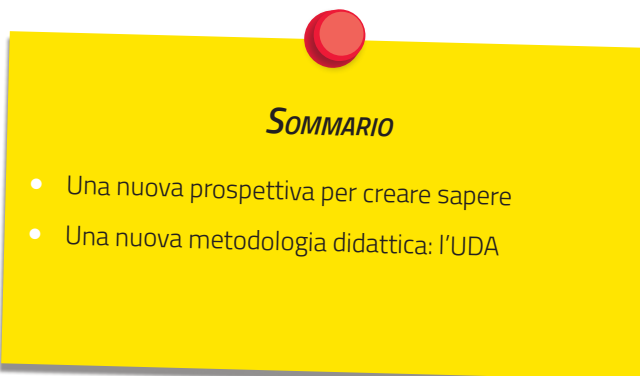 SOMMARIO
• Una nuova prospettiva per creare sapere
• Una nuova metodologia didattica: l'UDA